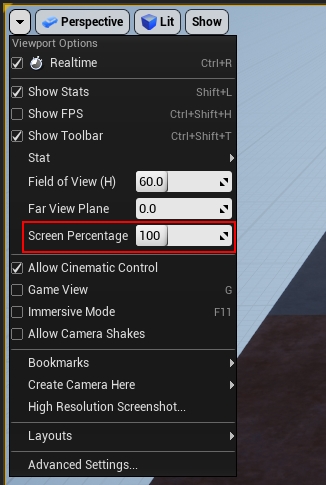 Perspective Lit Show
Viewport Options
Realtime Ctrl+R
Show Stats Shift+L
Show FPS Ctrl+Shift+H
Show Toolbar Ctrl+Shift+T
Stat
Field of View (H) 60.0
Far View Plane 0.0
Screen Percentage 100
Allow Cinematic Control
Game View G
Immersive Mode F11
Allow Camera Shakes
Bookmarks
Create Camera Here
High Resolution Screenshot...
Layouts
Advanced Settings...